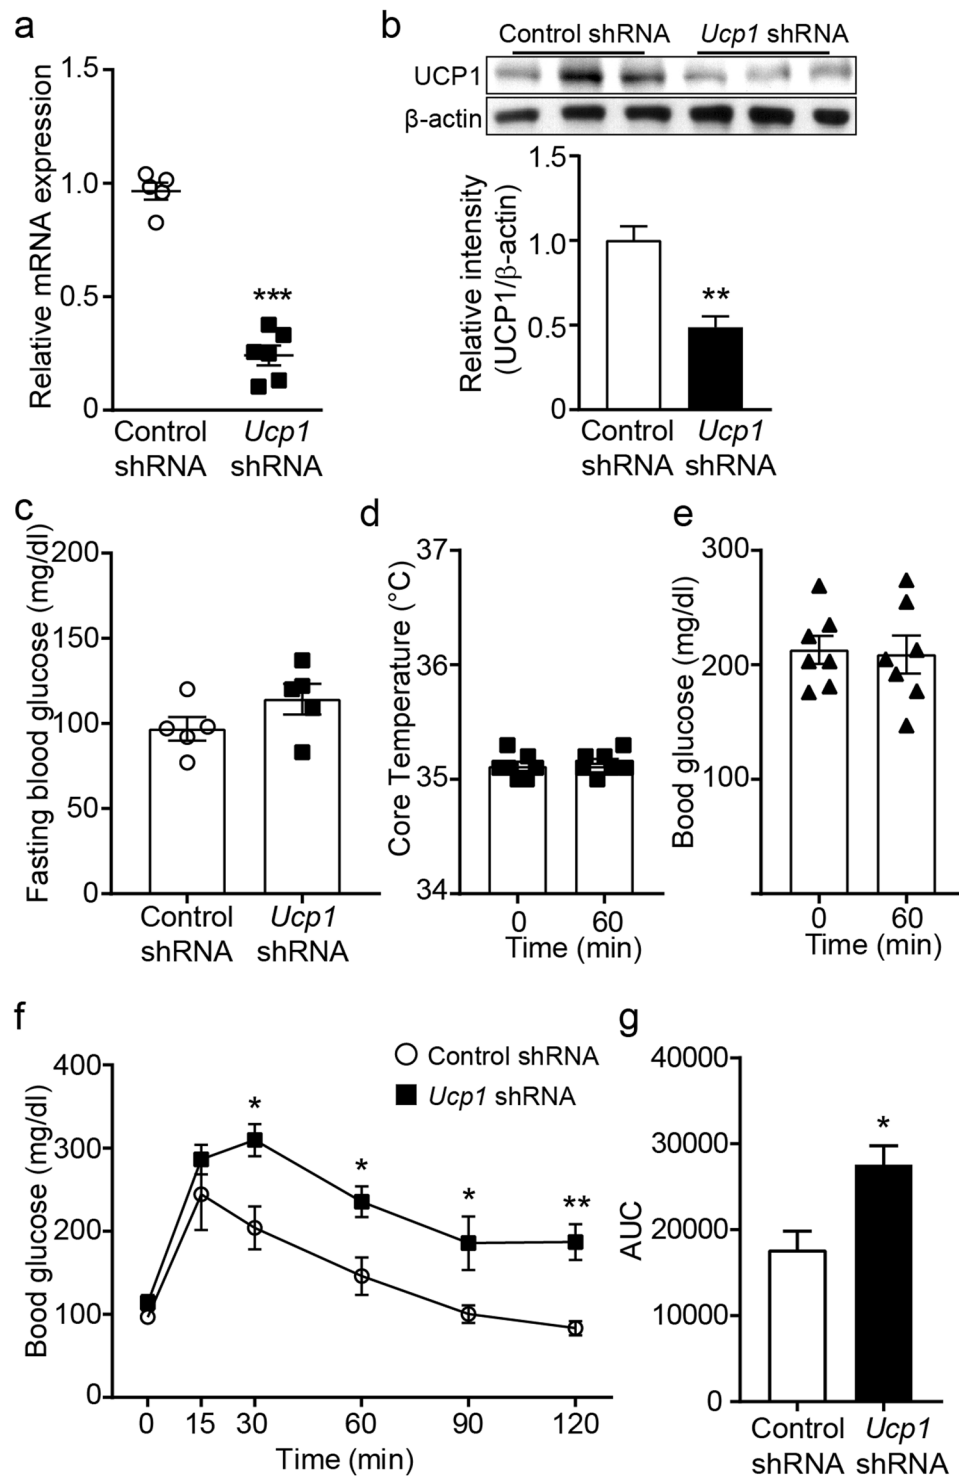 a
Relative mRNA expression
1.5
1.0
0.5
0
***
Control
shRNA
Ucp1
shRNA
b
Control shRNA
Ucp1 shRNA
UCP1
β-actin
Relative intensity
(UCP1/β-actin)
1.5
1.0
0.5
0
**
Control
shRNA
Ucp1
shRNA
c
Fasting blood glucose (mg/dl)
200
150
100
50
0
Control
shRNA
Ucp1
shRNA
d
Core Temperature (°C)
37
36
35
34
0
60
Time (min)
e
Bood glucose (mg/dl)
300
200
100
0
60
Time (min)
f
Bood glucose (mg/dl)
400
300
200
100
0
Control shRNA
Ucp1 shRNA
*
*
*
**
0
15
30
60
90
120
Time (min)
g
AUC
40000
30000
20000
10000
0
*
Control
shRNA
Ucp1
shRNA